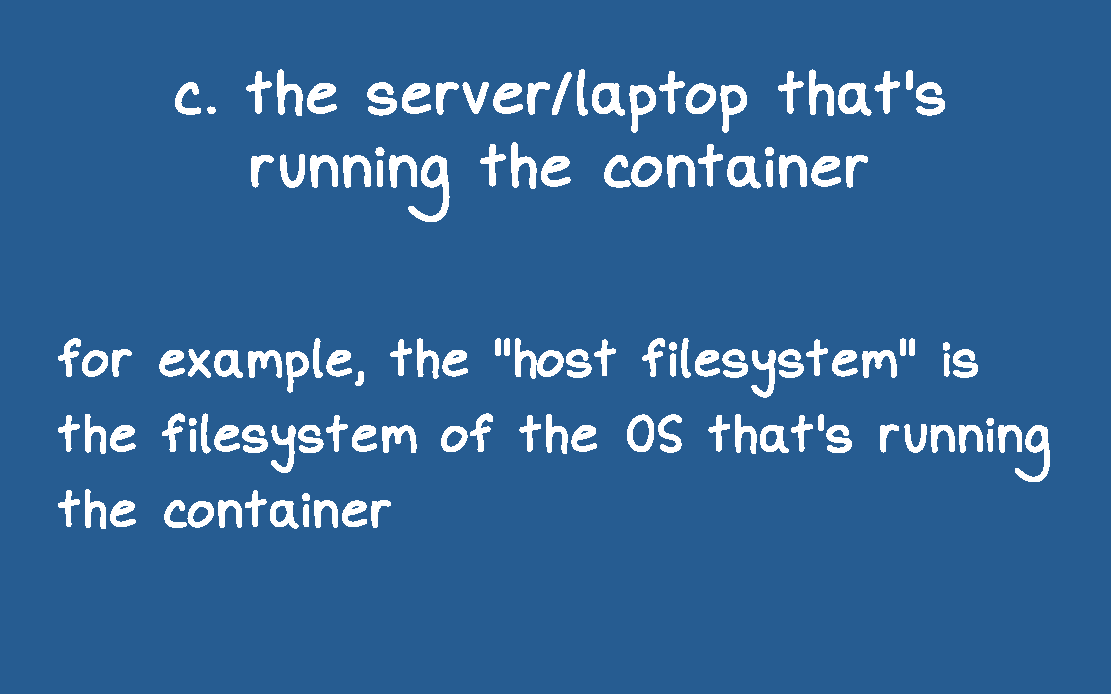 c. the server/laptop that's
running the container
for example, the "host filesystem" is
the filesystem of the OS that's running
the container